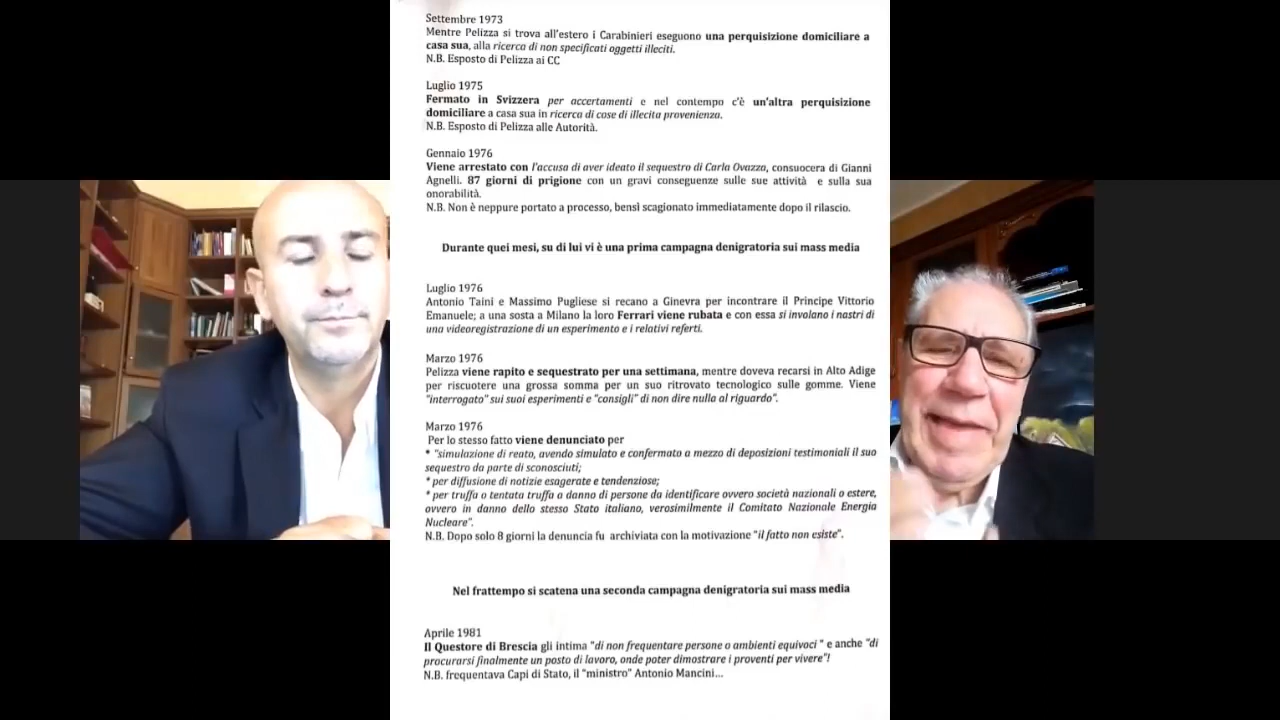 Settembre 1973
Mentre Pelizza si trova all'estero i Carabinieri eseguono una perquisizione domiciliare a
casa sua, alla ricerca di non specificati oggetti illeciti.
N.B. Esposto di Pelizza ai CC
Luglio 1975
Fermato in Svizzera per accertamenti e nel contempo c'è un'altra perquisizione
domiciliare a casa sua in ricerca di cose di illecita provenienza.
N.B. Esposto di Pelizza alle Autorità.
Gennaio 1976
Viene arrestato con l'accusa di aver ideato il sequestro di Carla Ovazza, consuocera di Gianni
Agnelli. 87 giorni di prigione con un gravi conseguenze sulle sue attività e sulla sua
onorabilità.
N.B. Non è neppure portato a processo, bensì scagionato immediatamente dopo il rilascio.
Durante quei mesi, su di lui vi è una prima campagna denigratoria sui mass media
Luglio 1976
Antonio Taini e Massimo Pugliese si recano a Ginevra per incontrare il Principe Vittorio
Emanuele; a una sosta a Milano la loro Ferrari viene rubata e con essa si involano i nastri di
una videoregistrazione di un esperimento e i relativi referti.
Marzo 1976
Pelizza viene rapito e sequestrato per una settimana, mentre doveva recarsi in Alto Adige
per riscuotere una grossa somma per un suo ritrovato tecnologico sulle gomme. Viene
"interrogato" sui suoi esperimenti e "consigli" di non dire nulla al riguardo".
Marzo 1976
Per lo stesso fatto viene denunciato per
* "simulazione di reato, avendo simulato e confermato a mezzo di deposizioni testimoniali il suo
sequestro da parte di sconosciuti;
* per diffusione di notizie esagerate e tendenziose;
* per truffa o tentata truffa a danno di persone da identificare ovvero società nazionali o estere,
ovvero in danno dello stesso Stato italiano, verosimilmente il Comitato Nazionale Energia
Nucleare".
N.B. Dopo solo 8 giorni la denuncia fu archiviata con la motivazione "il fatto non esiste".
Nel frattempo si scatena una seconda campagna denigratoria sui mass media
Aprile 1981
Il Questore di Brescia gli intima "di non frequentare persone o ambienti equivoci " e anche "di
procurarsi finalmente un posto di lavoro, onde poter dimostrare i proventi per vivere"!
N.B. frequentava Capi di Stato, il "ministro" Antonio Mancini...